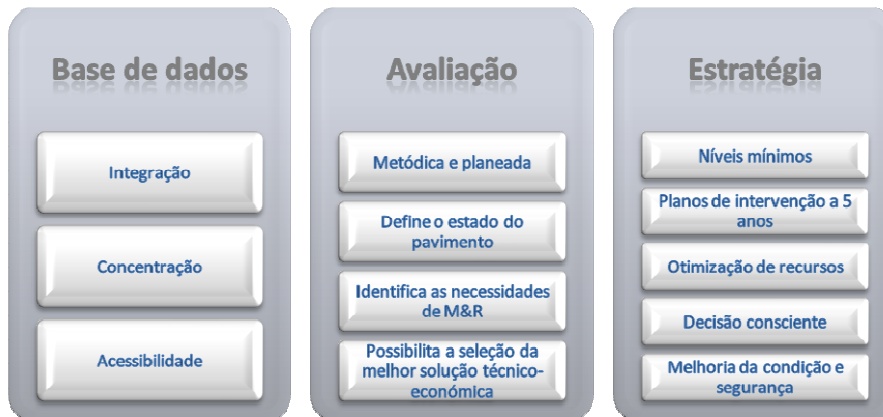 Base de dados
Integração
Concentração
Acessibilidade
Avaliação
Metódica e planeada
Define o estado do
pavimento
Identifica as necessidades
de M&R
Possibilita a seleção da
melhor solução técnico-
económica
Estratégia
Níveis mínimos
Planos de intervenção a 5
anos
Otimização de recursos
Decisão consciente
Melhoria da condição e
segurança